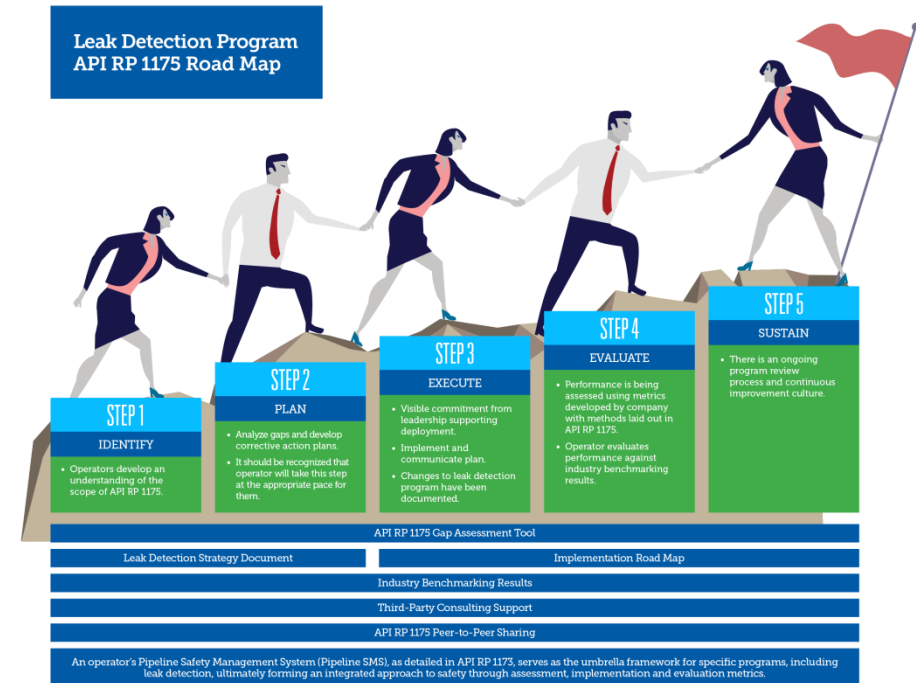 Leak Detection Program
API RP 1175 Road Map
STEP 1
IDENTIFY
• Operators develop an
understanding of the
scope of API RP 1175.
STEP 2
PLAN
• Analyze gaps and develop
corrective action plans.
• It should be recognized that
operator will take this step
at the appropriate pace for
them.
STEP 3
EXECUTE
• Visible commitment from
leadership supporting
deployment.
• Implement and
communicate plan.
• Changes to leak detection
program have been
documented.
STEP 4
EVALUATE
• Performance is being
assessed using metrics
developed by company
with methods laid out in
API RP 1175.
• Operator evaluates
performance against
industry benchmarking
results.
STEP 5
SUSTAIN
• There is an ongoing
program review
process and continuous
improvement culture.
API RP 1175 Gap Assessment Tool
Leak Detection Strategy Document
Implementation Road Map
Industry Benchmarking Results
Third-Party Consulting Support
API RP 1175 Peer-to-Peer Sharing
An operator's Pipeline Safety Management System (Pipeline SMS), as detailed in API RP 1173, serves as the umbrella framework for specific programs, including
leak detection, ultimately forming an integrated approach to safety through assessment, implementation and evaluation metrics.